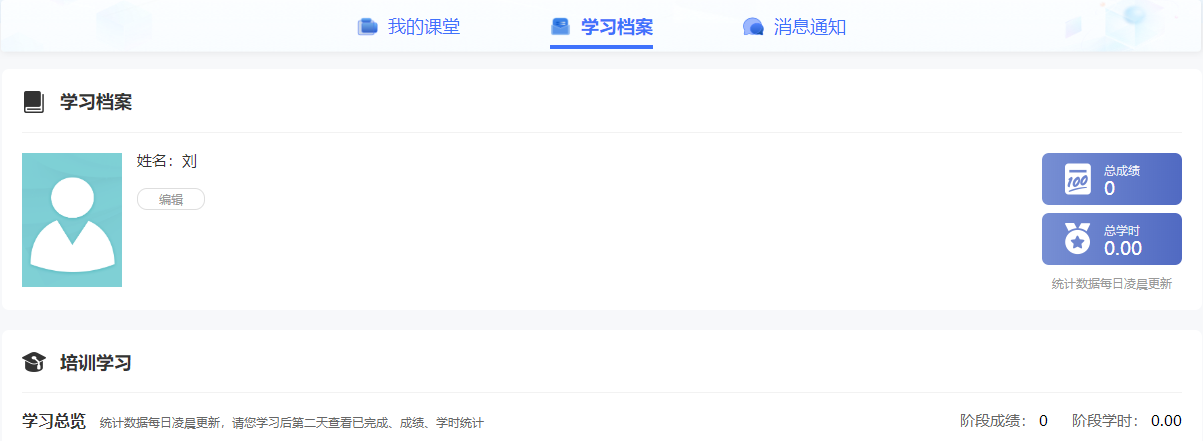 我的课堂 学习档案 消息通知
学习档案
姓名：刘
编辑
100
总成绩
0
总学时
0.00
统计数据每日凌晨更新
培训学习
学习总览 统计数据每日凌晨更新，请您学习后第二天查看已完成、成绩、学时统计 阶段成绩： 0 阶段学时： 0.00